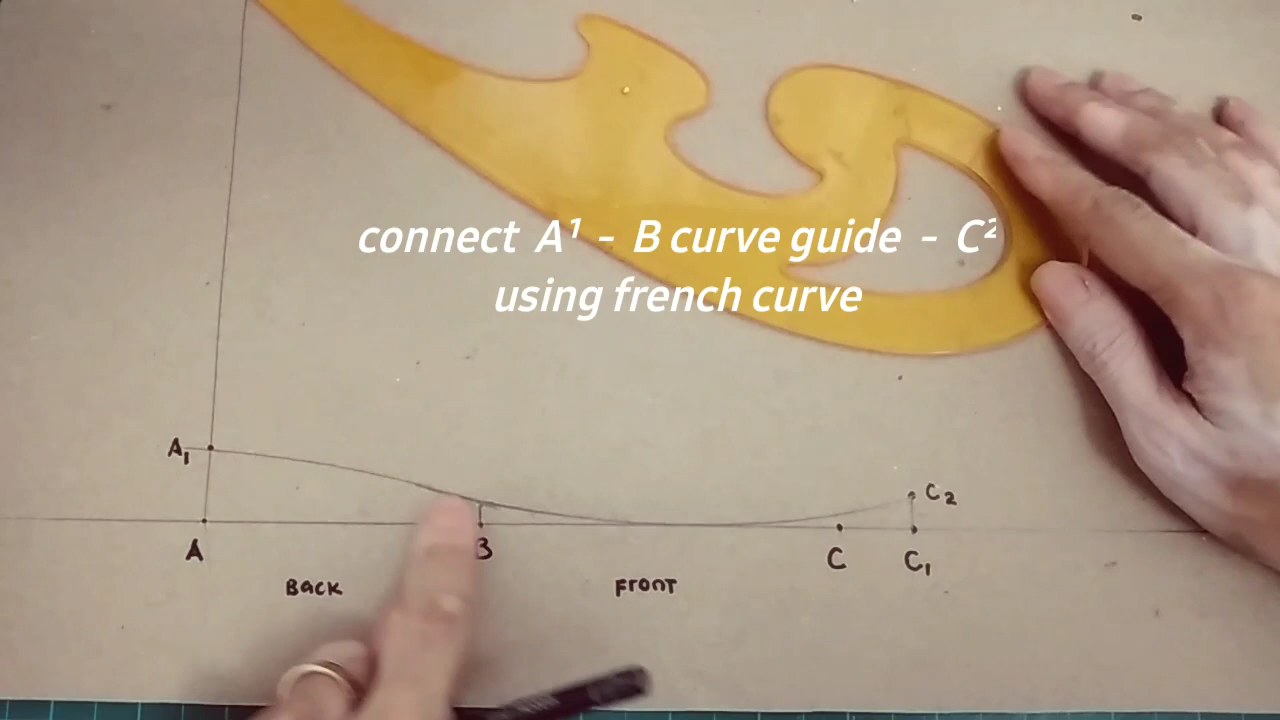 connect A¹ - B curve guide - C²
using french curve
A₁
C₂
A
B
C
C₁
BACK
FRONT